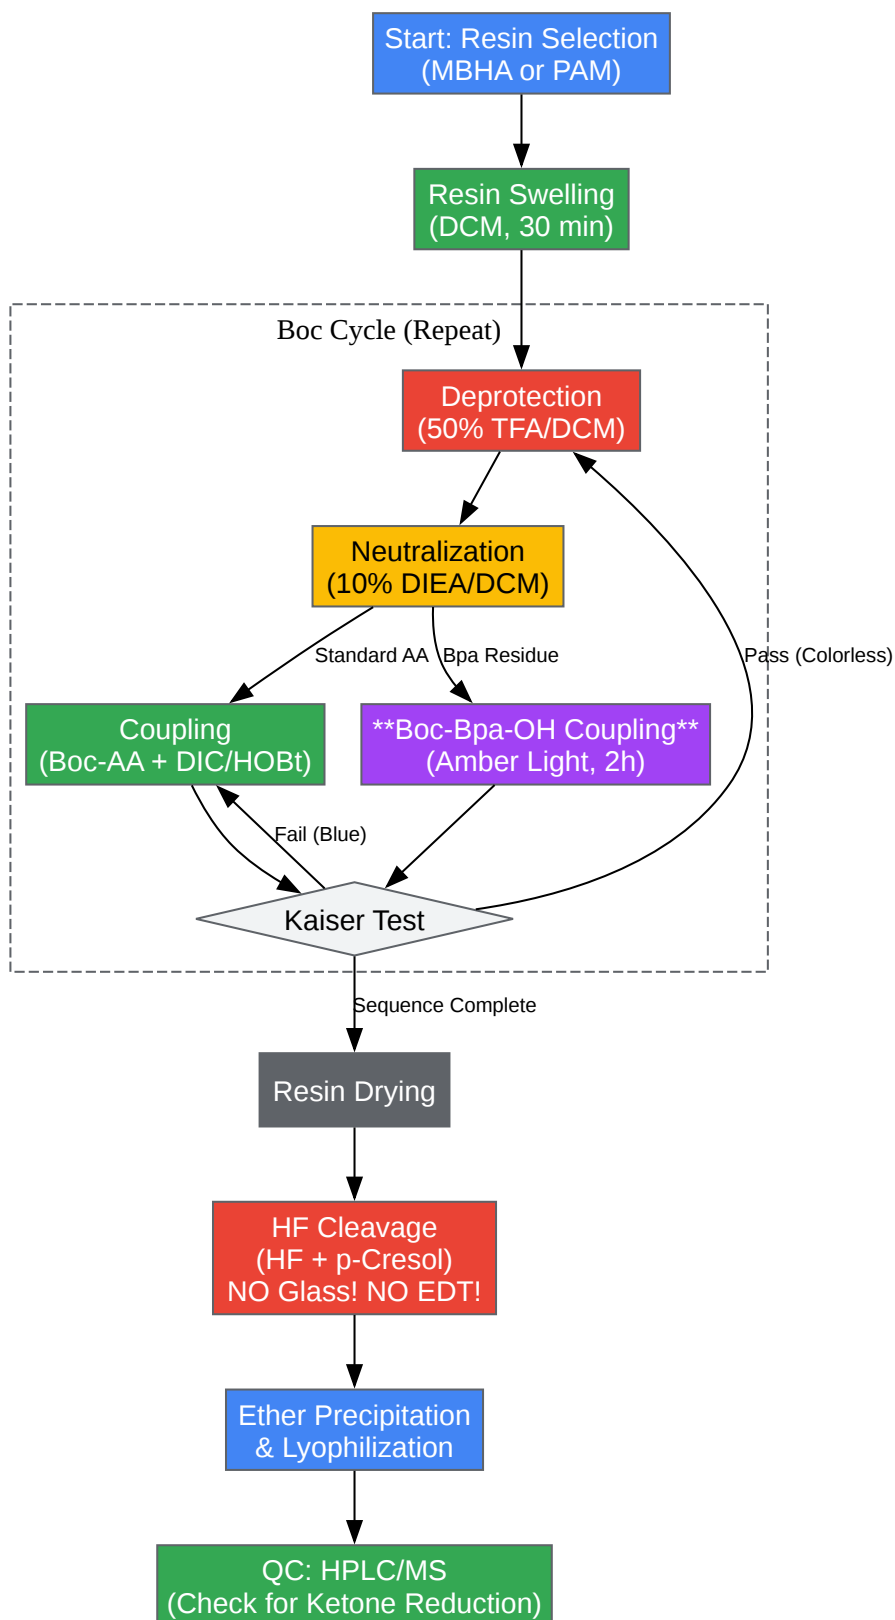 Start: Resin Selection
(MBHA or PAM)
Resin Swelling
(DCM, 30 min)
Boc Cycle (Repeat)
Deprotection
(50% TFA/DCM)
Neutralization
(10% DIEA/DCM)
Standard AA
Bpa Residue
Pass (Colorless)
Coupling
(Boc-AA + DIC/HOBt)
**Boc-Bpa-OH Coupling**
(Amber Light, 2h)
Fail (Blue)
Kaiser Test
Sequence Complete
Resin Drying
HF Cleavage
(HF + p-Cresol)
NO Glass! NO EDT!
Ether Precipitation
& Lyophilization
QC: HPLC/MS
(Check for Ketone Reduction)